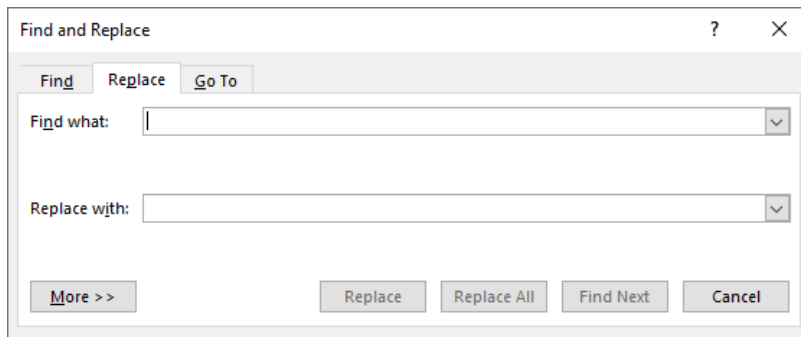 Find and Replace ?
Find Replace Go To
Find what:
Replace with:
More >> Replace Replace All Find Next Cancel